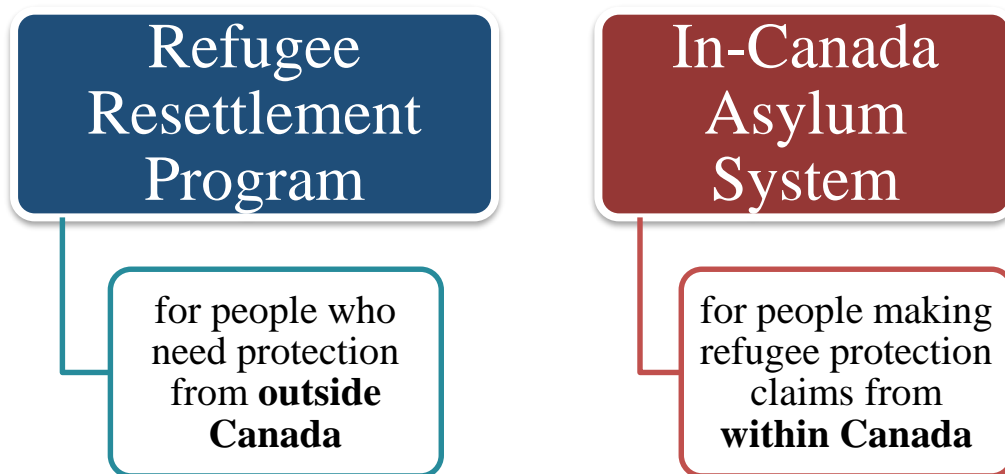 Refugee
Resettlement
Program
for people who
need protection
from outside
Canada
In-Canada
Asylum
System
for people making
refugee protection
claims from
within Canada